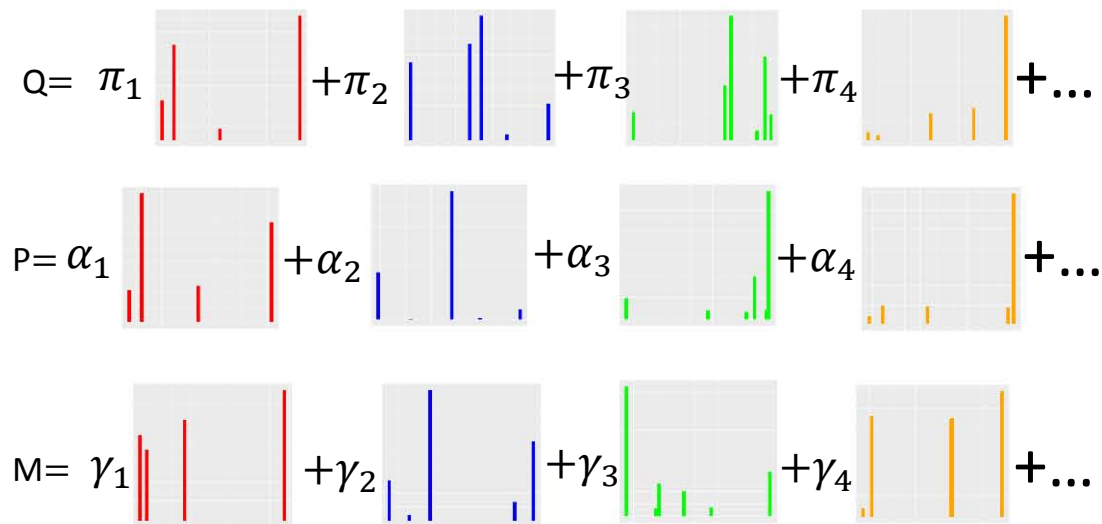 Q= π₁ +π₂ +π₃ +π₄ +...
P= α₁ +α₂ +α₃ +α₄ +...
M= γ₁ +γ₂ +γ₃ +γ₄ +...